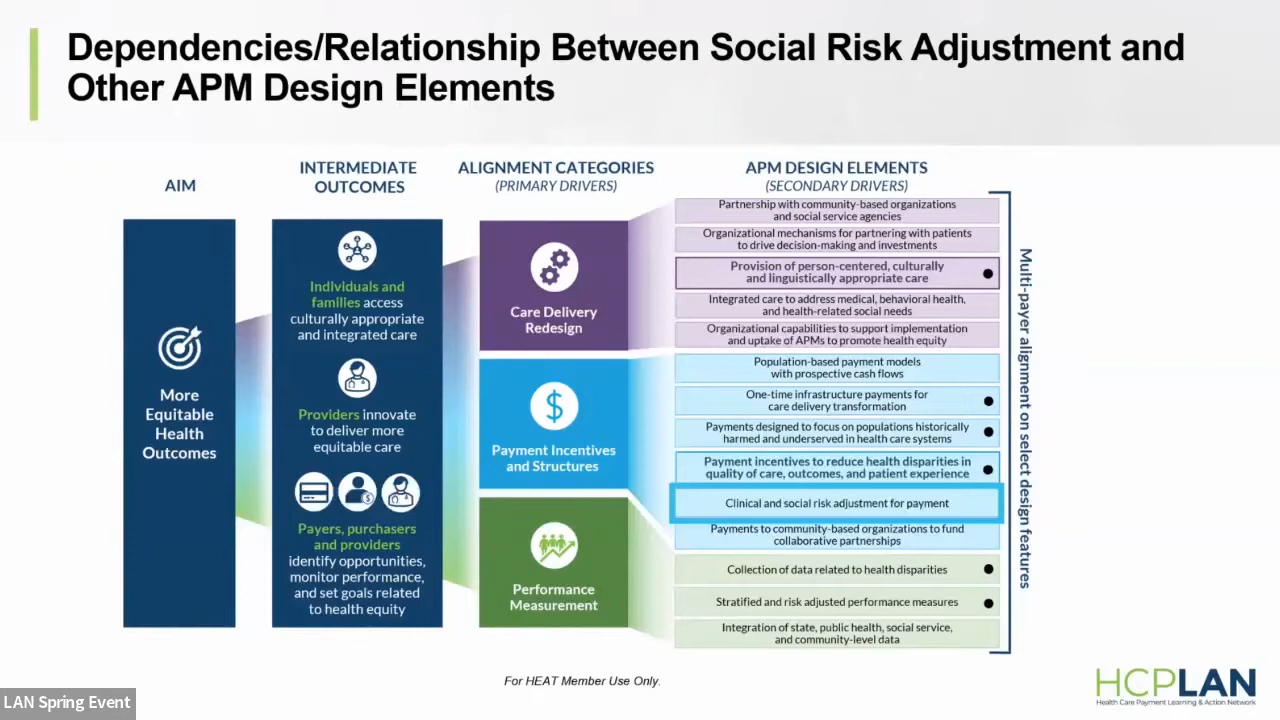 Dependencies/Relationship Between Social Risk Adjustment and
Other APM Design Elements
AIM
INTERMEDIATE
OUTCOMES
ALIGNMENT CATEGORIES
(PRIMARY DRIVERS)
APM DESIGN ELEMENTS
(SECONDARY DRIVERS)
More
Equitable
Health
Outcomes
Individuals and
families access
culturally appropriate
and integrated care
Providers innovate
to deliver more
equitable care
Payers, purchasers
and providers
identify opportunities,
monitor performance,
and set goals related
to health equity
Care Delivery
Redesign
$
Payment Incentives
and Structures
Performance
Measurement
Partnership with community-based organizations
and social service agencies
Organizational mechanisms for partnering with patients
to drive decision-making and investments
Provision of person-centered, culturally
and linguistically appropriate care
Integrated care to address medical, behavioral health,
and health-related social needs
Organizational capabilities to support implementation
and uptake of APMs to promote health equity
Population-based payment models
with prospective cash flows
One-time infrastructure payments for
care delivery transformation
Payments designed to focus on populations historically
harmed and underserved in health care systems
Payment incentives to reduce health disparities in
quality of care, outcomes, and patient experience
Clinical and social risk adjustment for payment
Payments to community-based organizations to fund
collaborative partnerships
Collection of data related to health disparities
Stratified and risk adjusted performance measures
Integration of state, public health, social service,
and community-level data
Multi-payer alignment on select design features
For HEAT Member Use Only.
LAN Spring Event
HCPLAN
Health Care Payment Learning & Action Network